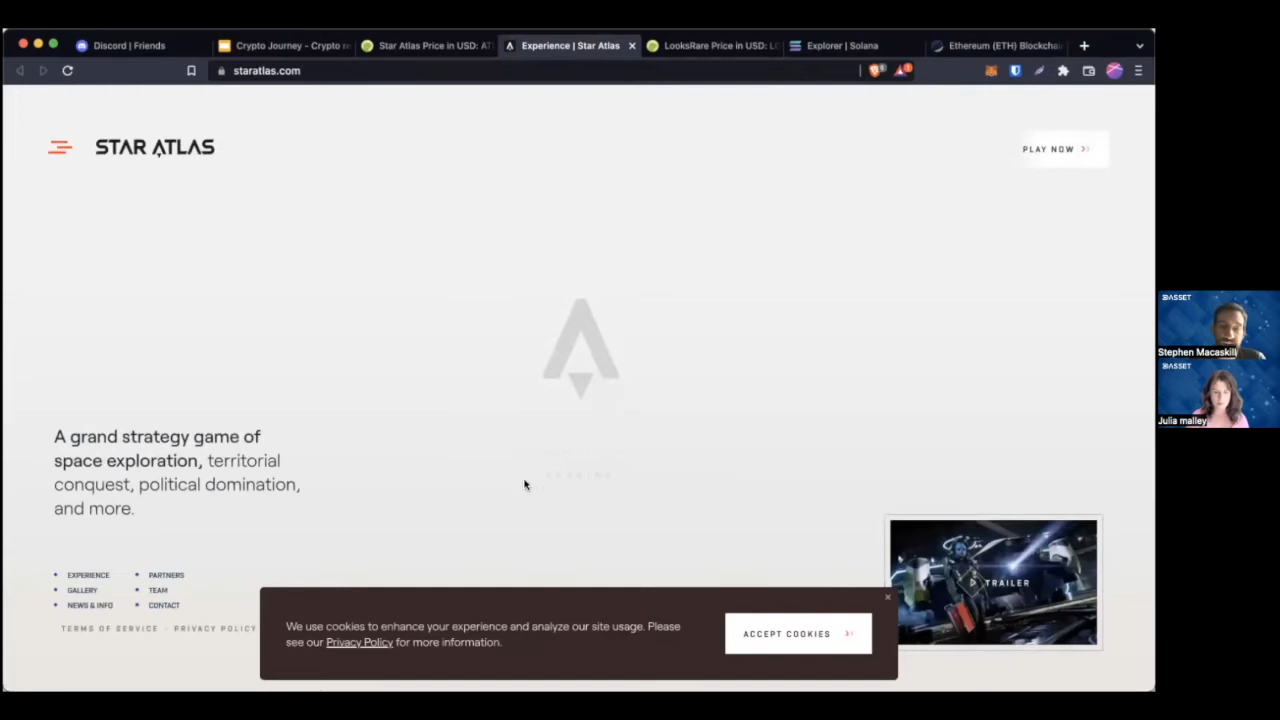 Discord | Friends
Crypto Journey - Crypto re
Star Atlas Price in USD: AT
Experience | Star Atlas
LooksRare Price in USD: LO
Explorer | Solana
Ethereum (ETH) Blockchai
staratlas.com
STAR ATLAS
PLAY NOW
A grand strategy game of
space exploration, territorial
conquest, political domination,
and more.
EXPERIENCE
PARTNERS
GALLERY
TEAM
NEWS & INFO
CONTACT
TERMS OF SERVICE - PRIVACY POLICY
We use cookies to enhance your experience and analyze our site usage. Please
see our Privacy Policy for more information.
ACCEPT COOKIES
TRAILER
DASSET
Stephen Macaskill
DASSET
Julia malley